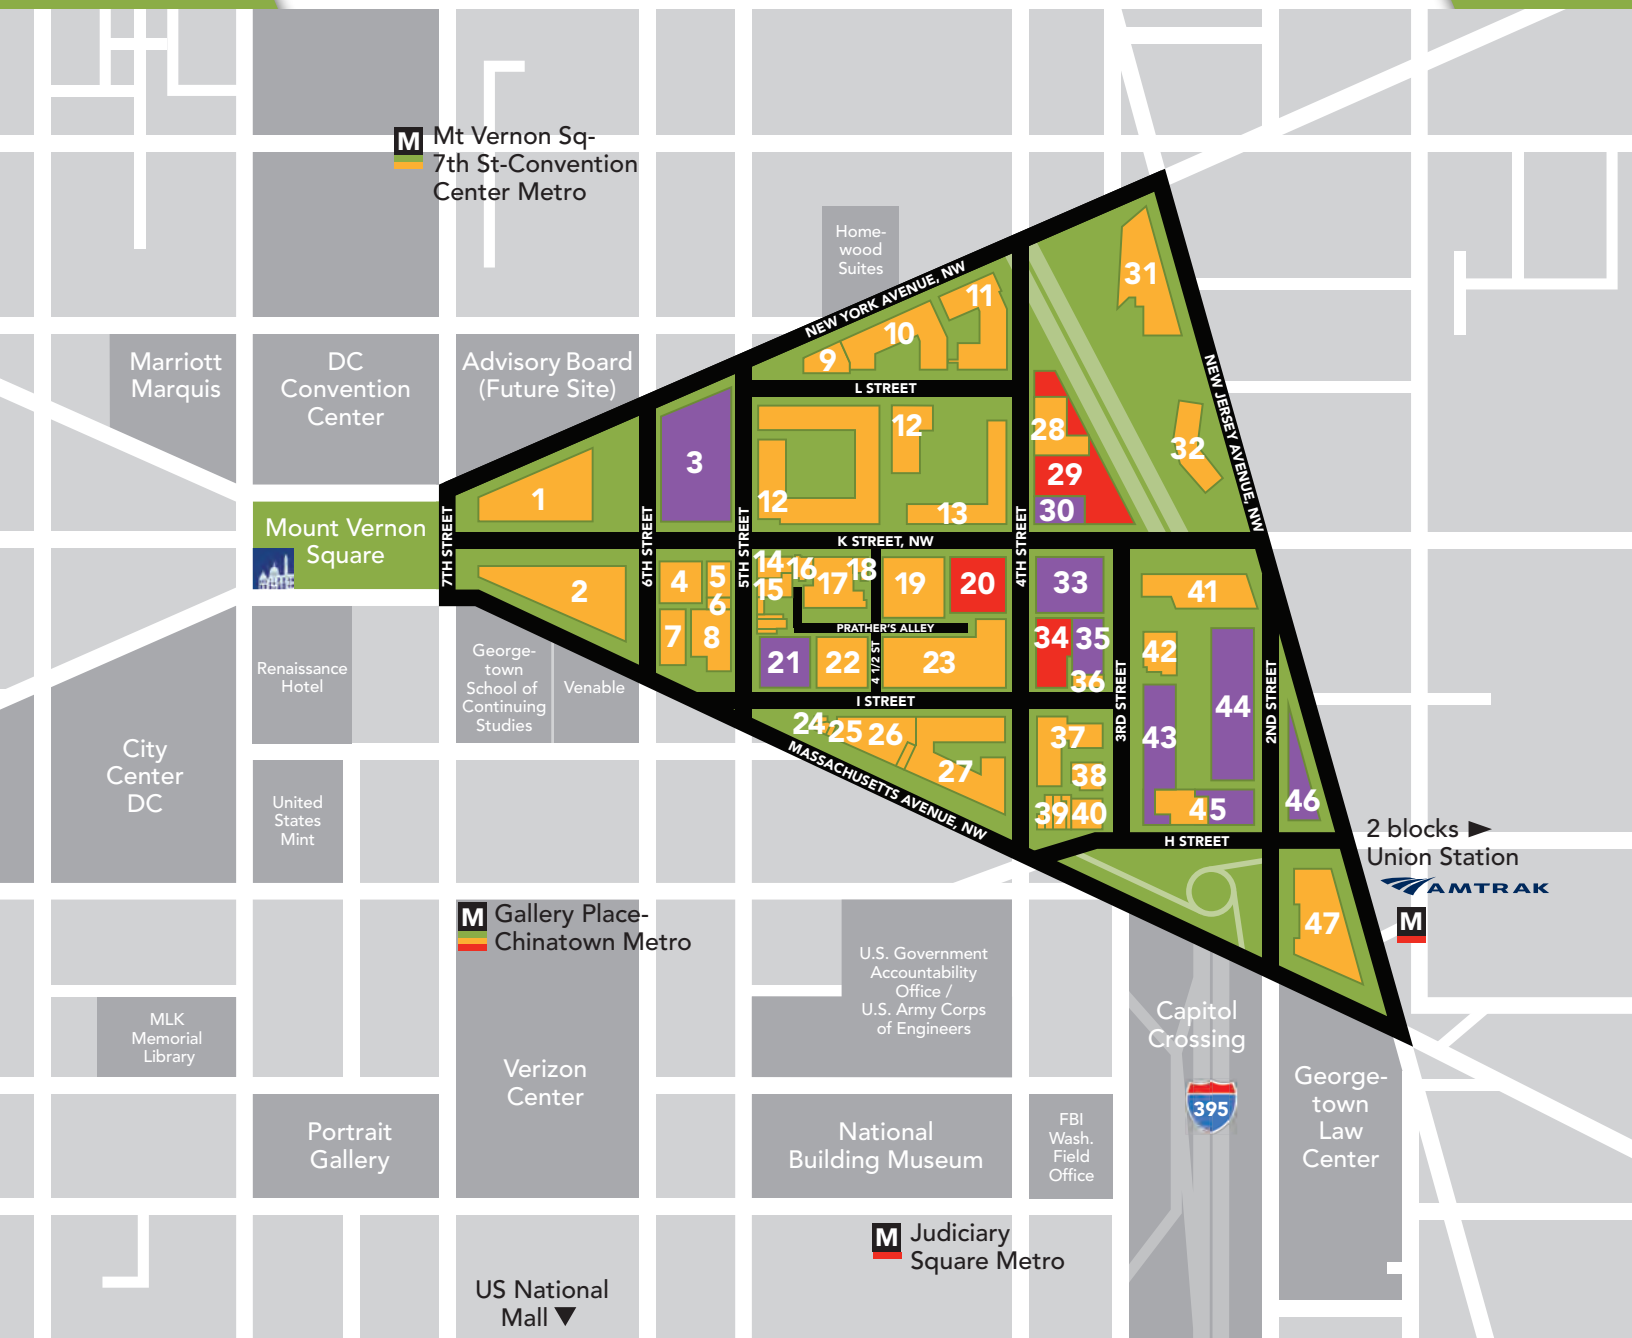 M
Mt Vernon Sq-
7th St-Convention
Center Metro
Home-
wood
Suites
Marriott
Marquis
DC
Convention
Center
Advisory Board
(Future Site)
Mount Vernon
Square
NEW YORK AVENUE, NW
L STREET
7TH STREET
6TH STREET
5TH STREET
4TH STREET
K STREET, NW
NEW JERSEY AVENUE, NW
PRATHER'S ALLEY
4 1/2 ST
I STREET
3RD STREET
2ND STREET
MASSACHUSETTS AVENUE, NW
H STREET
1
2
3
4
5
6
7
8
9
10
11
12
12
13
14
15
16
17
18
19
20
21
22
23
24
25
26
27
28
29
30
31
32
33
34
35
36
37
38
39
40
41
42
43
44
45
46
47
Renaissance
Hotel
George-
town
School of
Continuing
Studies
Venable
City
Center
DC
United
States
Mint
2 blocks ►
Union Station
AMTRAK
M
M
Gallery Place-
Chinatown Metro
U.S. Government
Accountability
Office /
U.S. Army Corps
of Engineers
MLK
Memorial
Library
Verizon
Center
Capitol
Crossing
395
George-
town
Law
Center
Portrait
Gallery
National
Building Museum
FBI
Wash.
Field
Office
M
Judiciary
Square Metro
US National
Mall ▼